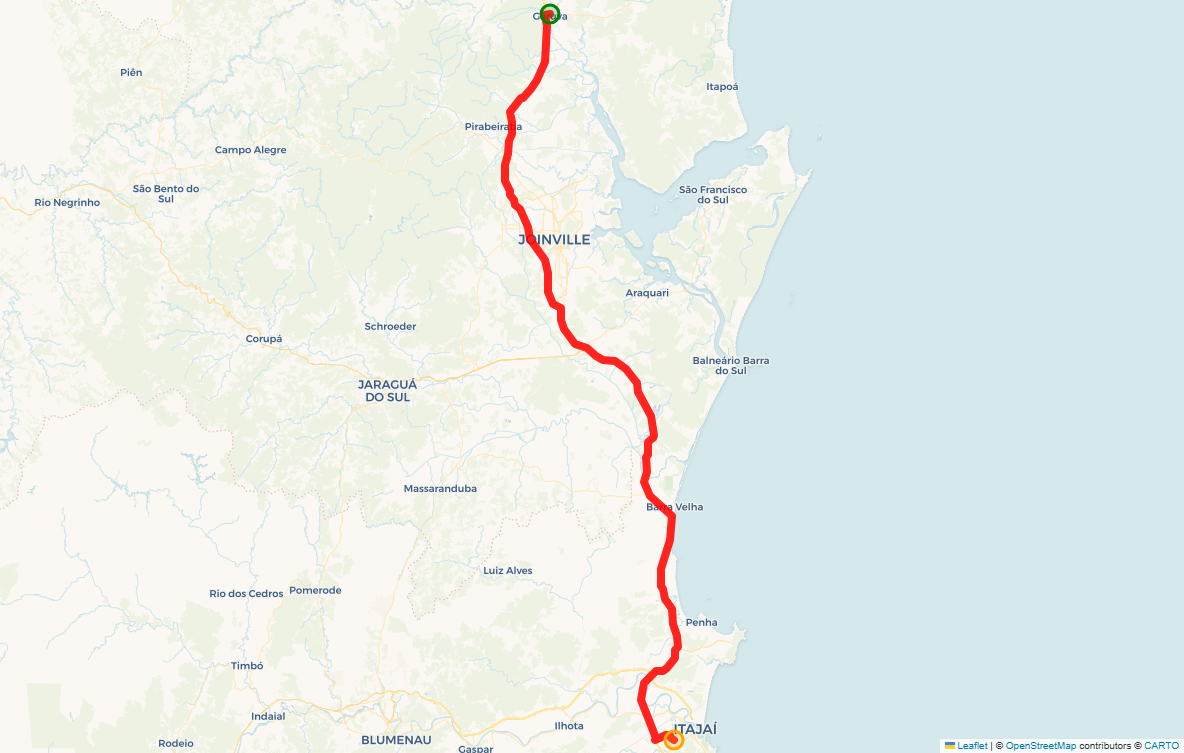 Piên
Itapoá
Pirabeiraba
Campo Alegre
São Bento do
Sul
São Francisco
do Sul
Rio Negrinho
JOINVILLE
Araquari
Schroeder
Corupá
Balneário Barra
do Sul
JARAGUÁ
DO SUL
Massaranduba
Barra Velha
Luiz Alves
Rio dos Cedros
Pomerode
Penha
Timbó
Indaial
Ilhota
ITAJAÍ
Rodeio
BLUMENAU
Gaspar
Leaflet | © OpenStreetMap contributors © CARTO